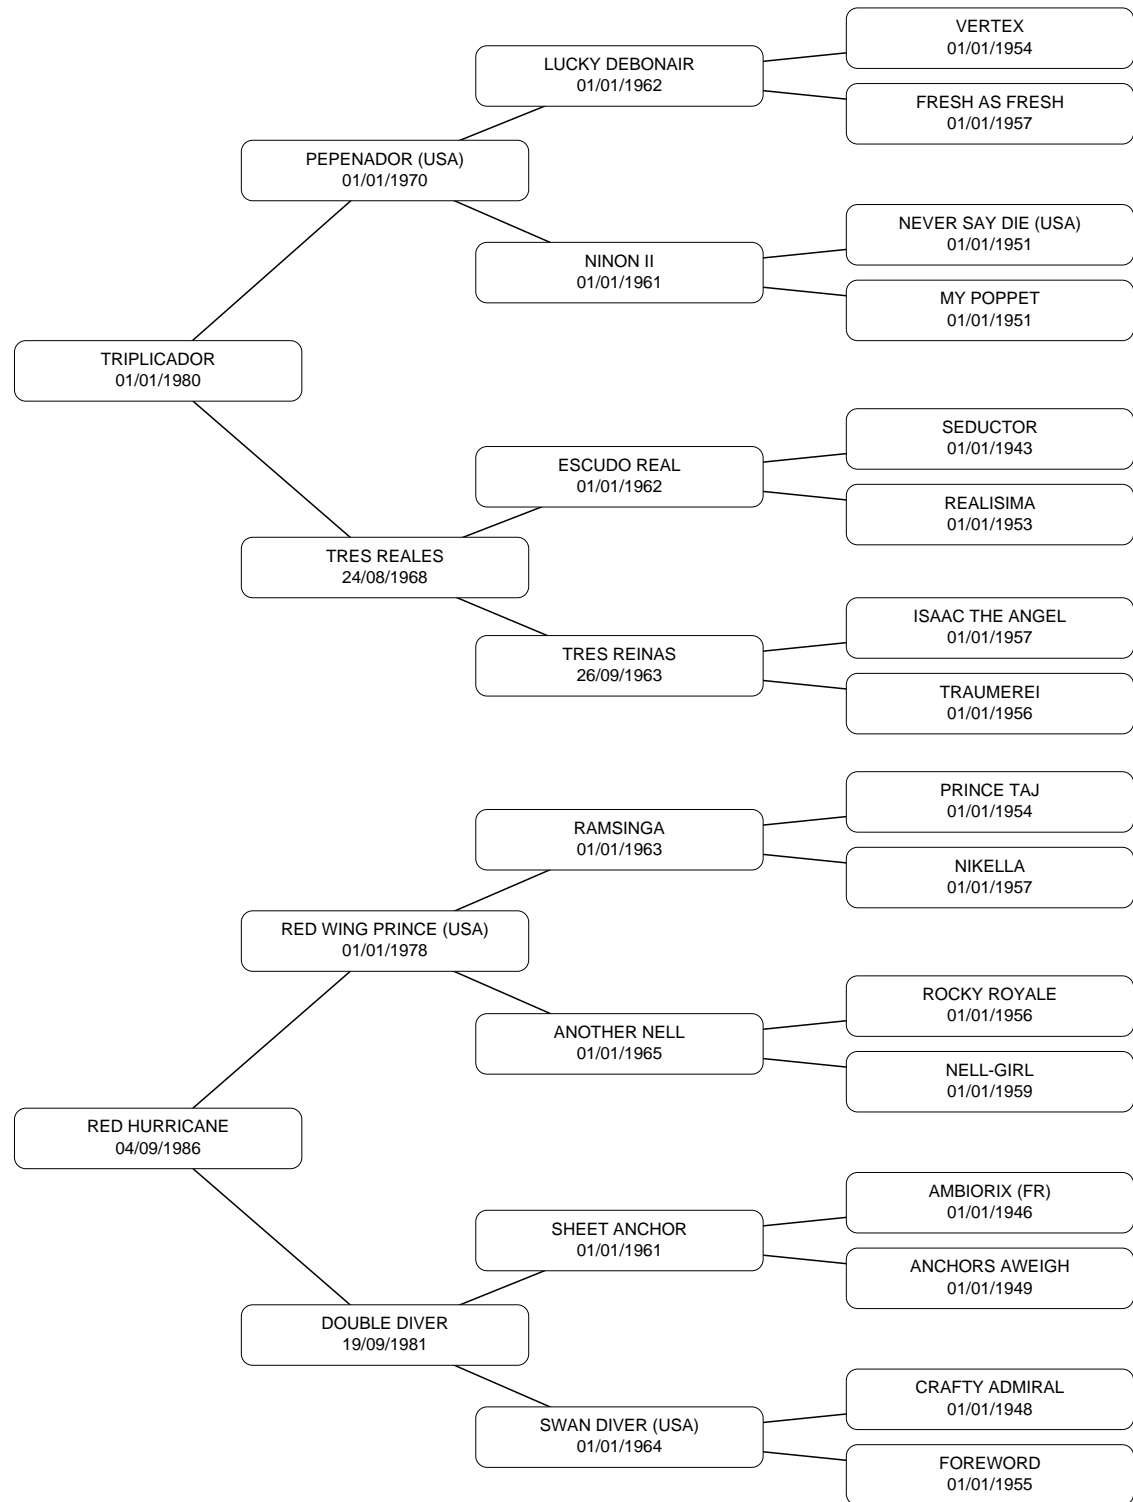 VERTEX
01/01/1954
LUCKY DEBONAIR
01/01/1962
FRESH AS FRESH
01/01/1957
PEPENADOR (USA)
01/01/1970
NEVER SAY DIE (USA)
01/01/1951
NINON II
01/01/1961
MY POPPET
01/01/1951
TRIPLICADOR
01/01/1980
SEDUCTOR
01/01/1943
ESCUDO REAL
01/01/1962
REALISIMA
01/01/1953
TRES REALES
24/08/1968
ISAAC THE ANGEL
01/01/1957
TRES REINAS
26/09/1963
TRAUMEREI
01/01/1956
PRINCE TAJ
01/01/1954
RAMSINGA
01/01/1963
NIKELLA
01/01/1957
RED WING PRINCE (USA)
01/01/1978
ROCKY ROYALE
01/01/1956
ANOTHER NELL
01/01/1965
NELL-GIRL
01/01/1959
RED HURRICANE
04/09/1986
AMBIORIX (FR)
01/01/1946
SHEET ANCHOR
01/01/1961
ANCHORS AWEIGH
01/01/1949
DOUBLE DIVER
19/09/1981
CRAFTY ADMIRAL
01/01/1948
SWAN DIVER (USA)
01/01/1964
FOREWORD
01/01/1955